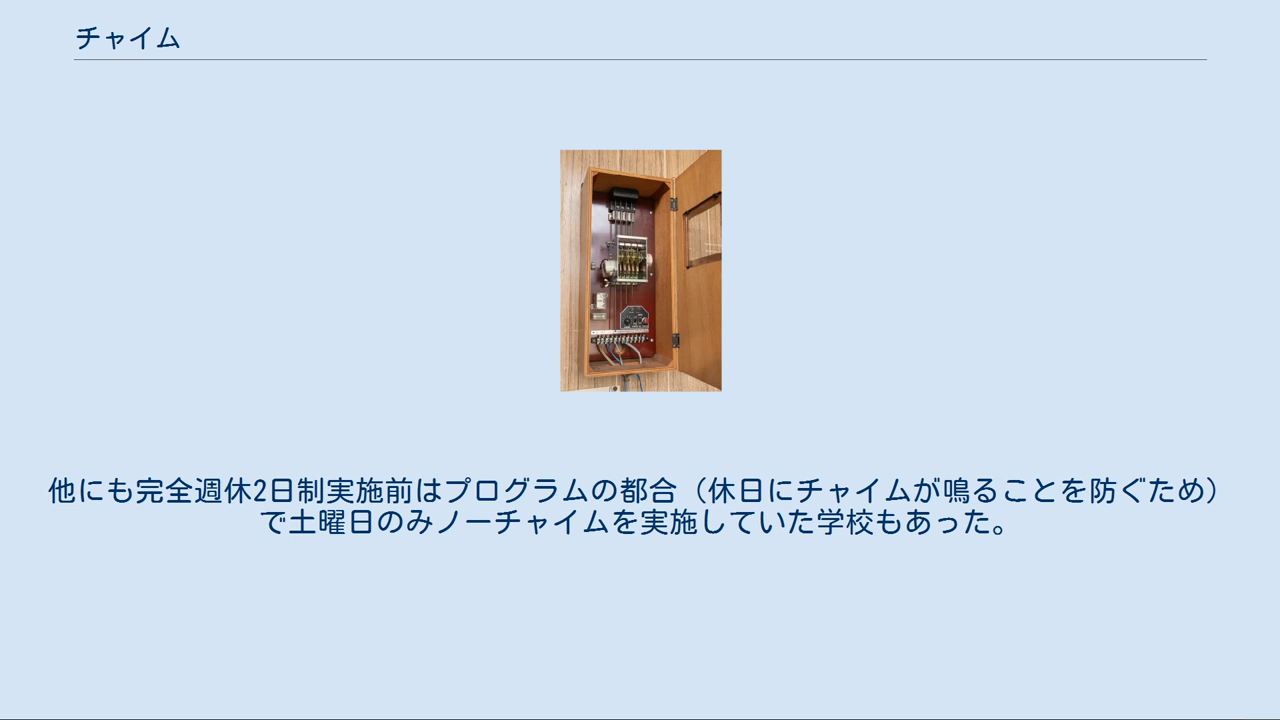 チャイム
他にも完全週休2日制実施前はプログラムの都合（休日にチャイムが鳴ることを防ぐため）
で土曜日のみノーチャイムを実施していた学校もあった。